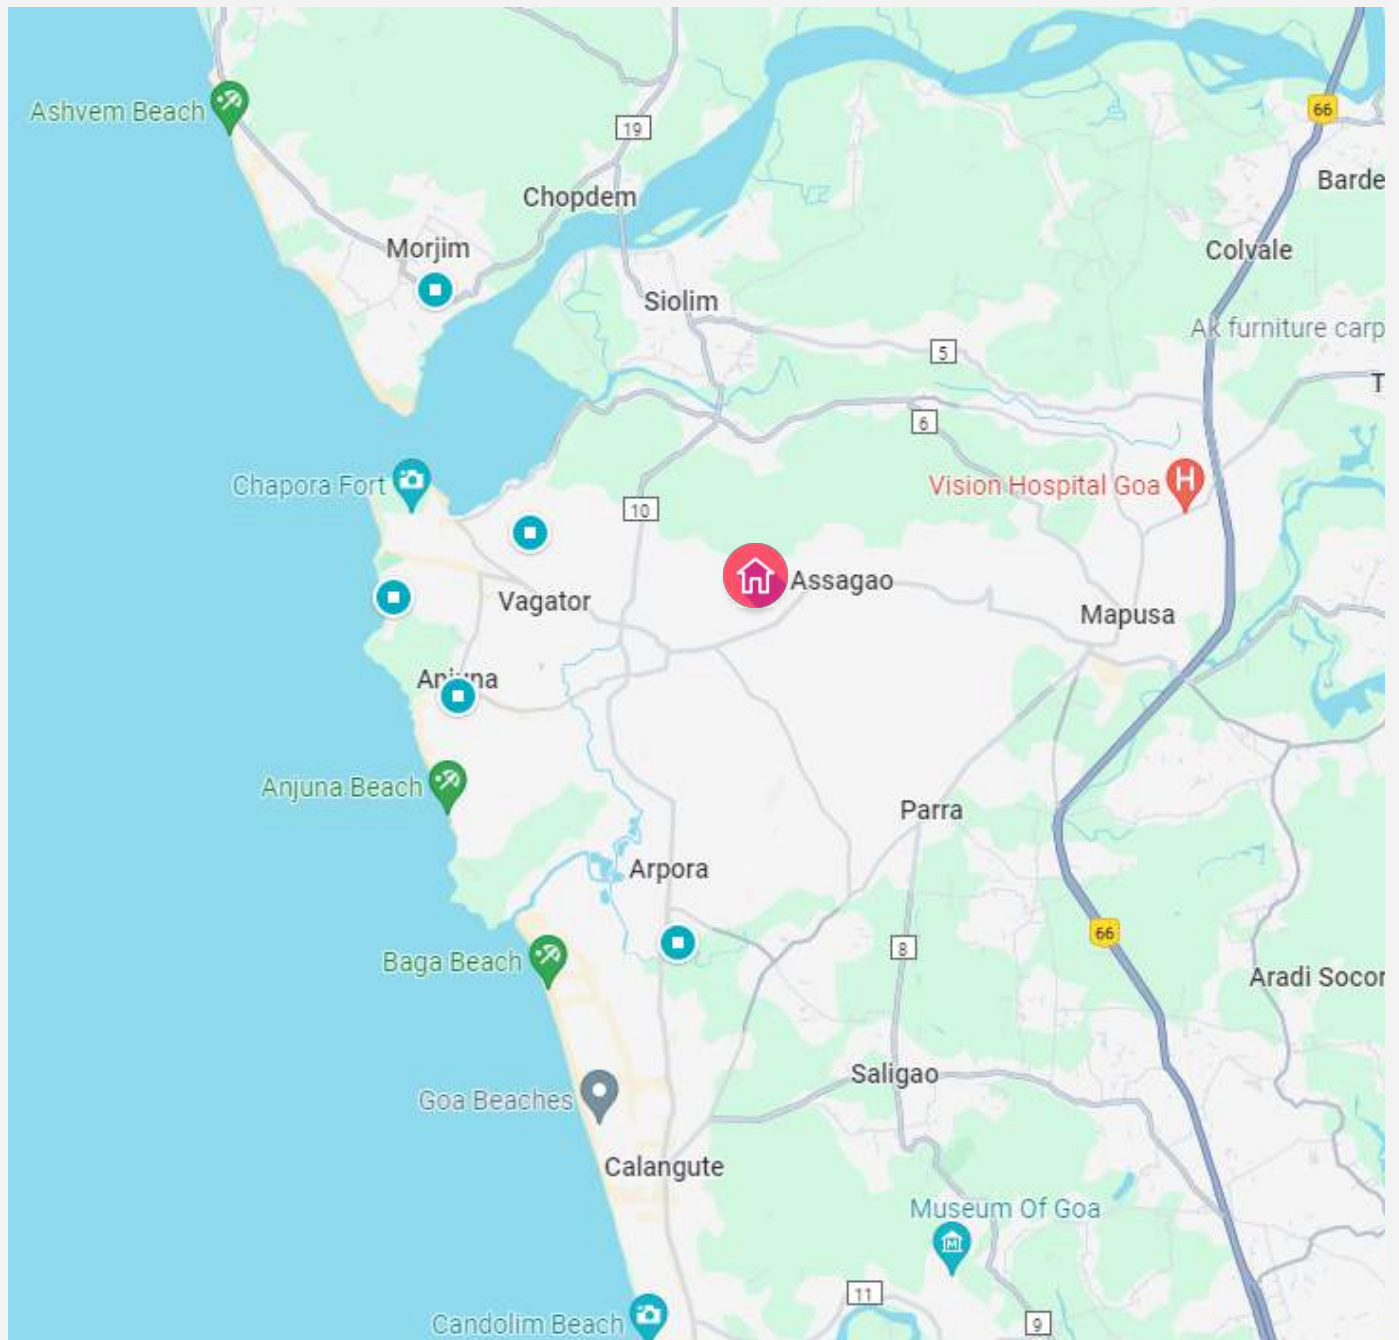 Ashvem Beach
66
19
Barde
Chopdem
Morjim
Colvale
Siolim
Ak furniture carp
5
T
6
Chapora Fort
Vision Hospital Goa
H
10
Assagao
Vagator
Mapusa
Anjuna
Anjuna Beach
Parra
Arpora
66
8
Baga Beach
Aradi Socor
Saligao
Goa Beaches
Calangute
Museum Of Goa
M
11
Candolim Beach
9